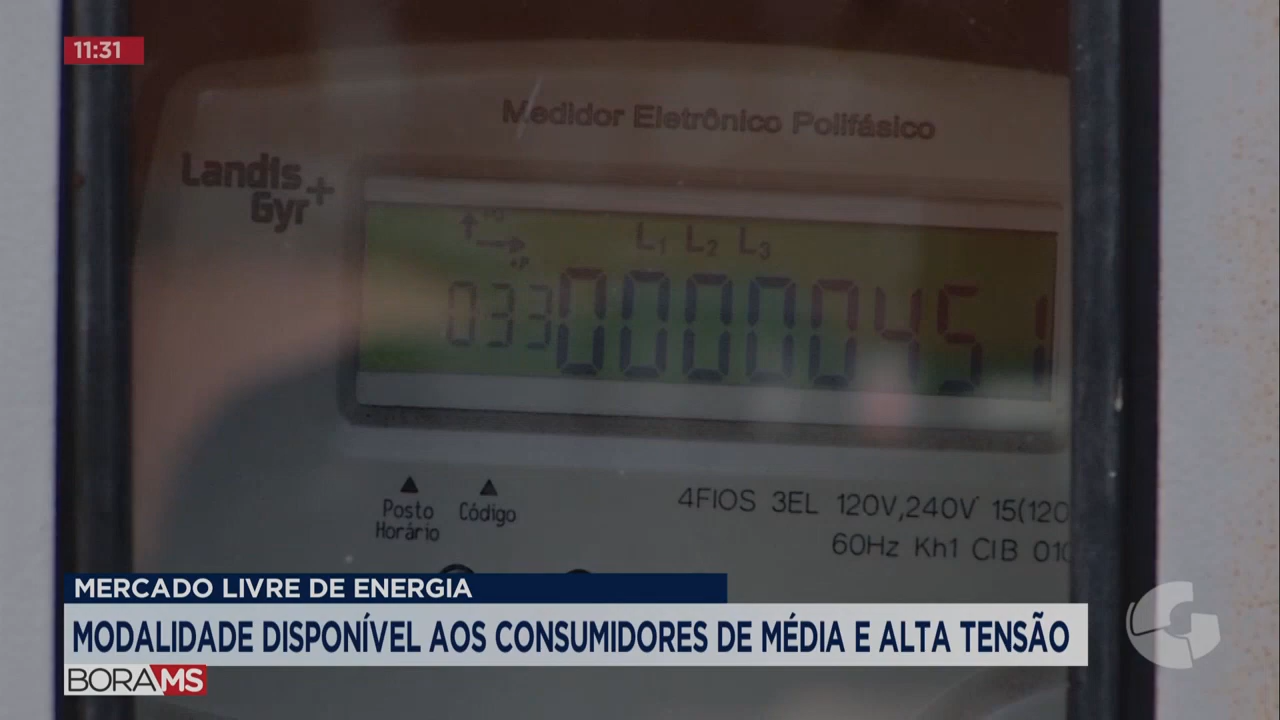 11:31
Medidor Eletrônico Polifásico
Landis+
Gyr
L1 L2 L3
+P
033 00000451
Posto
Horário
Código
4FIOS 3EL 120V,240V 15(120
60Hz Kh1 CIB 010
MERCADO LIVRE DE ENERGIA
MODALIDADE DISPONÍVEL AOS CONSUMIDORES DE MÉDIA E ALTA TENSÃO
BORAMS